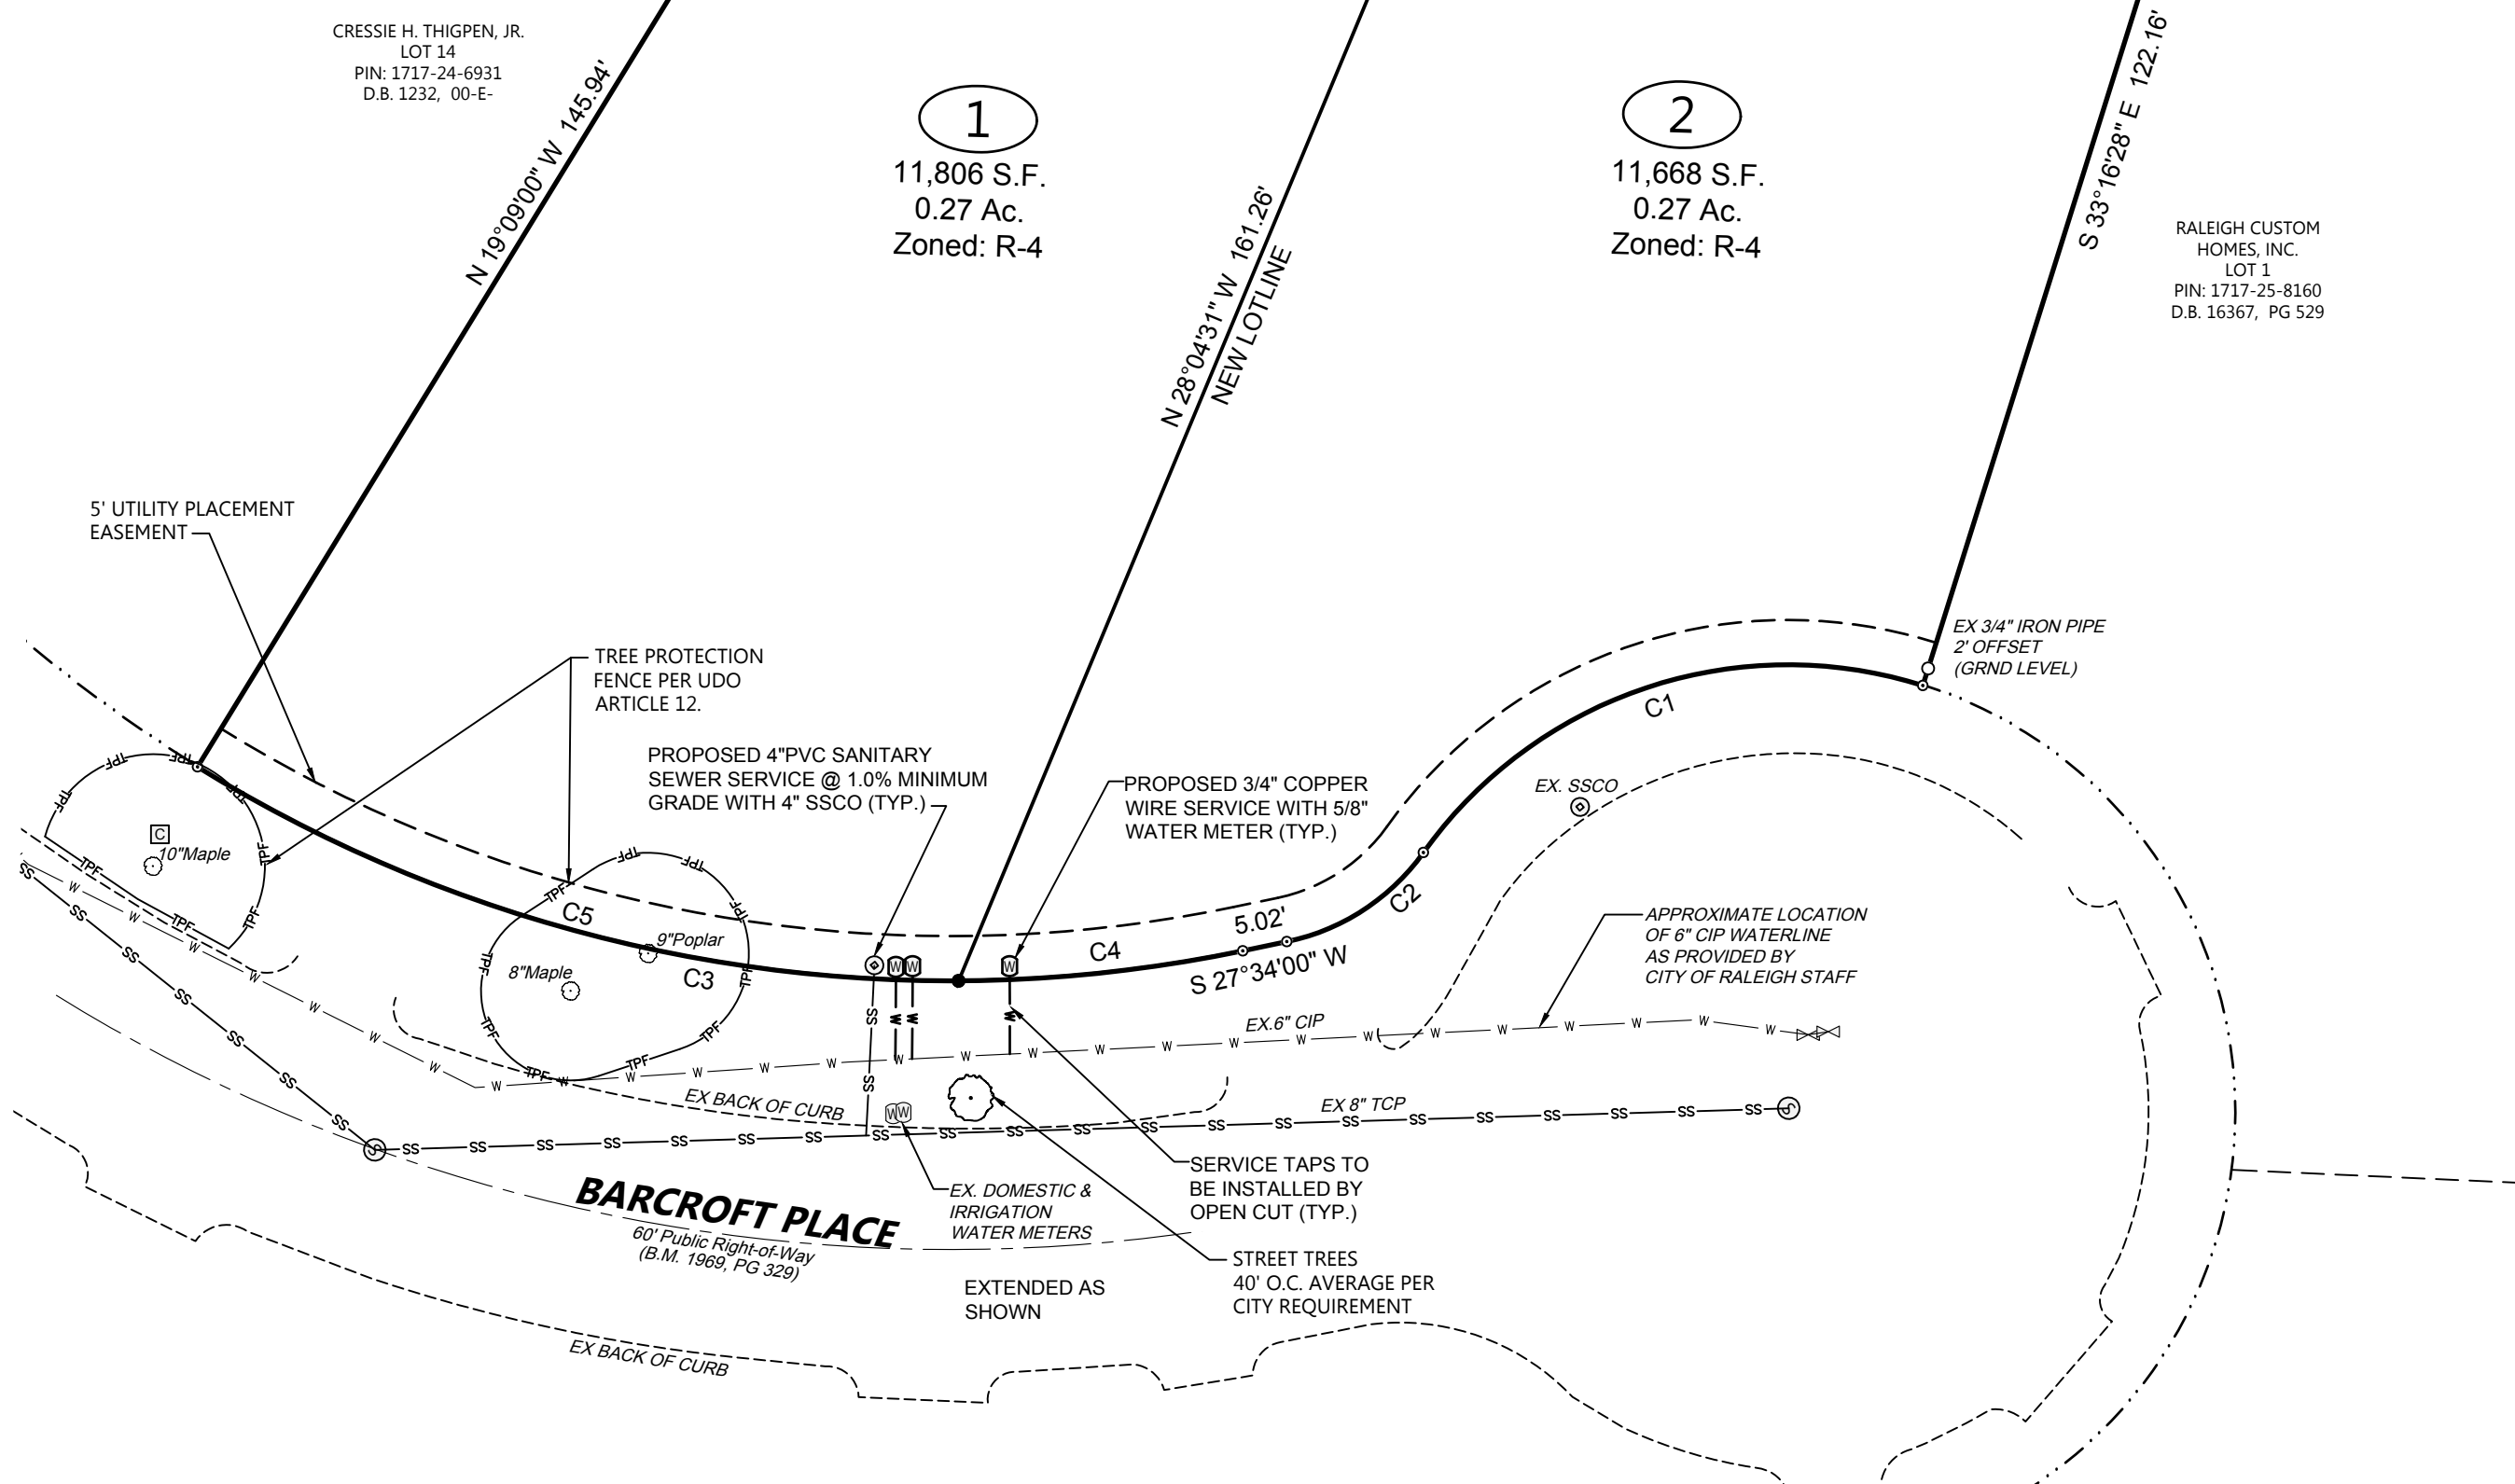 CRESSIE H. THIGPEN, JR.
LOT 14
PIN: 1717-24-6931
D.B. 1232, 00-E-
N 19°09'00" W 145.94'
1
11,806 S.F.
0.27 Ac.
Zoned: R-4
N 28°04'31" W 161.26'
NEW LOTLINE
2
11,668 S.F.
0.27 Ac.
Zoned: R-4
S 33°16'28" E 122.16'
RALEIGH CUSTOM
HOMES, INC.
LOT 1
PIN: 1717-25-8160
D.B. 16367, PG 529
5' UTILITY PLACEMENT
EASEMENT
TREE PROTECTION
FENCE PER UDO
ARTICLE 12.
EX 3/4" IRON PIPE
2' OFFSET
(GRND LEVEL)
C1
PROPOSED 4"PVC SANITARY
SEWER SERVICE @ 1.0% MINIMUM
GRADE WITH 4" SSCO (TYP.)
PROPOSED 3/4" COPPER
WIRE SERVICE WITH 5/8"
WATER METER (TYP.)
EX. SSCO
C
10"Maple
C5
C2
9"Poplar
8"Maple
C3
C4
5.02'
S 27°34'00" W
APPROXIMATE LOCATION
OF 6" CIP WATERLINE
AS PROVIDED BY
CITY OF RALEIGH STAFF
TPF
SS
W
EX.6" CIP
EX BACK OF CURB
EX 8" TCP
BARCROFT PLACE
60' Public Right-of-Way
(B.M. 1969, PG 329)
EX. DOMESTIC &
IRRIGATION
WATER METERS
SERVICE TAPS TO
BE INSTALLED BY
OPEN CUT (TYP.)
STREET TREES
40' O.C. AVERAGE PER
CITY REQUIREMENT
EXTENDED AS
SHOWN
EX BACK OF CURB